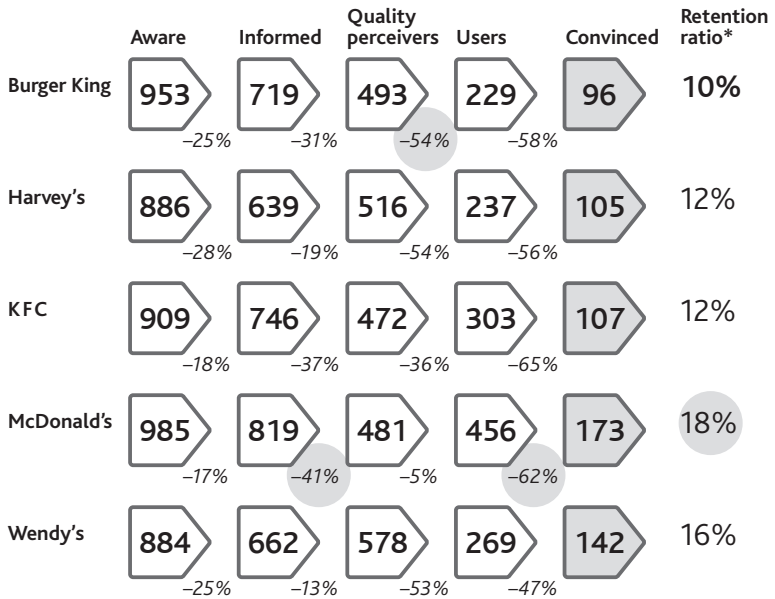 Aware Informed Quality perceivers Users Convinced Retention ratio*
Burger King 953 719 493 229 96 10%
–25% –31% –54% –58%
Harvey's 886 639 516 237 105 12%
–28% –19% –54% –56%
KFC 909 746 472 303 107 12%
–18% –37% –36% –65%
McDonald's 985 819 481 456 173 18%
–17% –41% –5% –62%
Wendy's 884 662 578 269 142 16%
–25% –13% –53% –47%